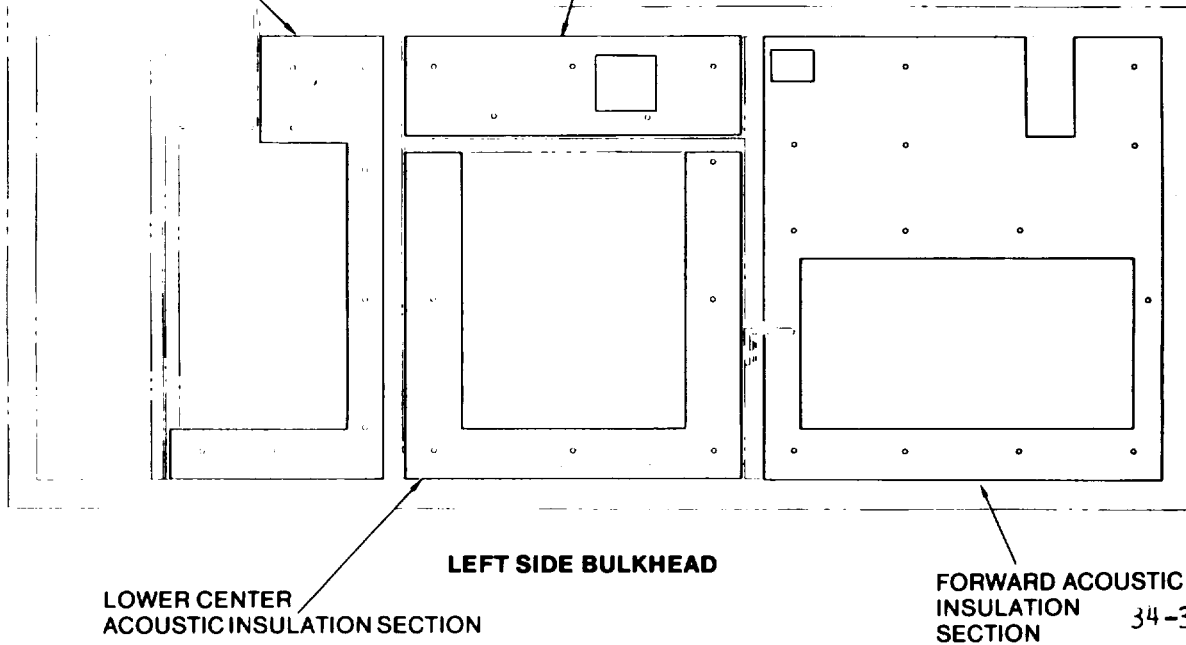 LEFT SIDE BULKHEAD
LOWER CENTER
ACOUSTIC INSULATION SECTION
FORWARD ACOUSTIC
INSULATION
SECTION
34-3